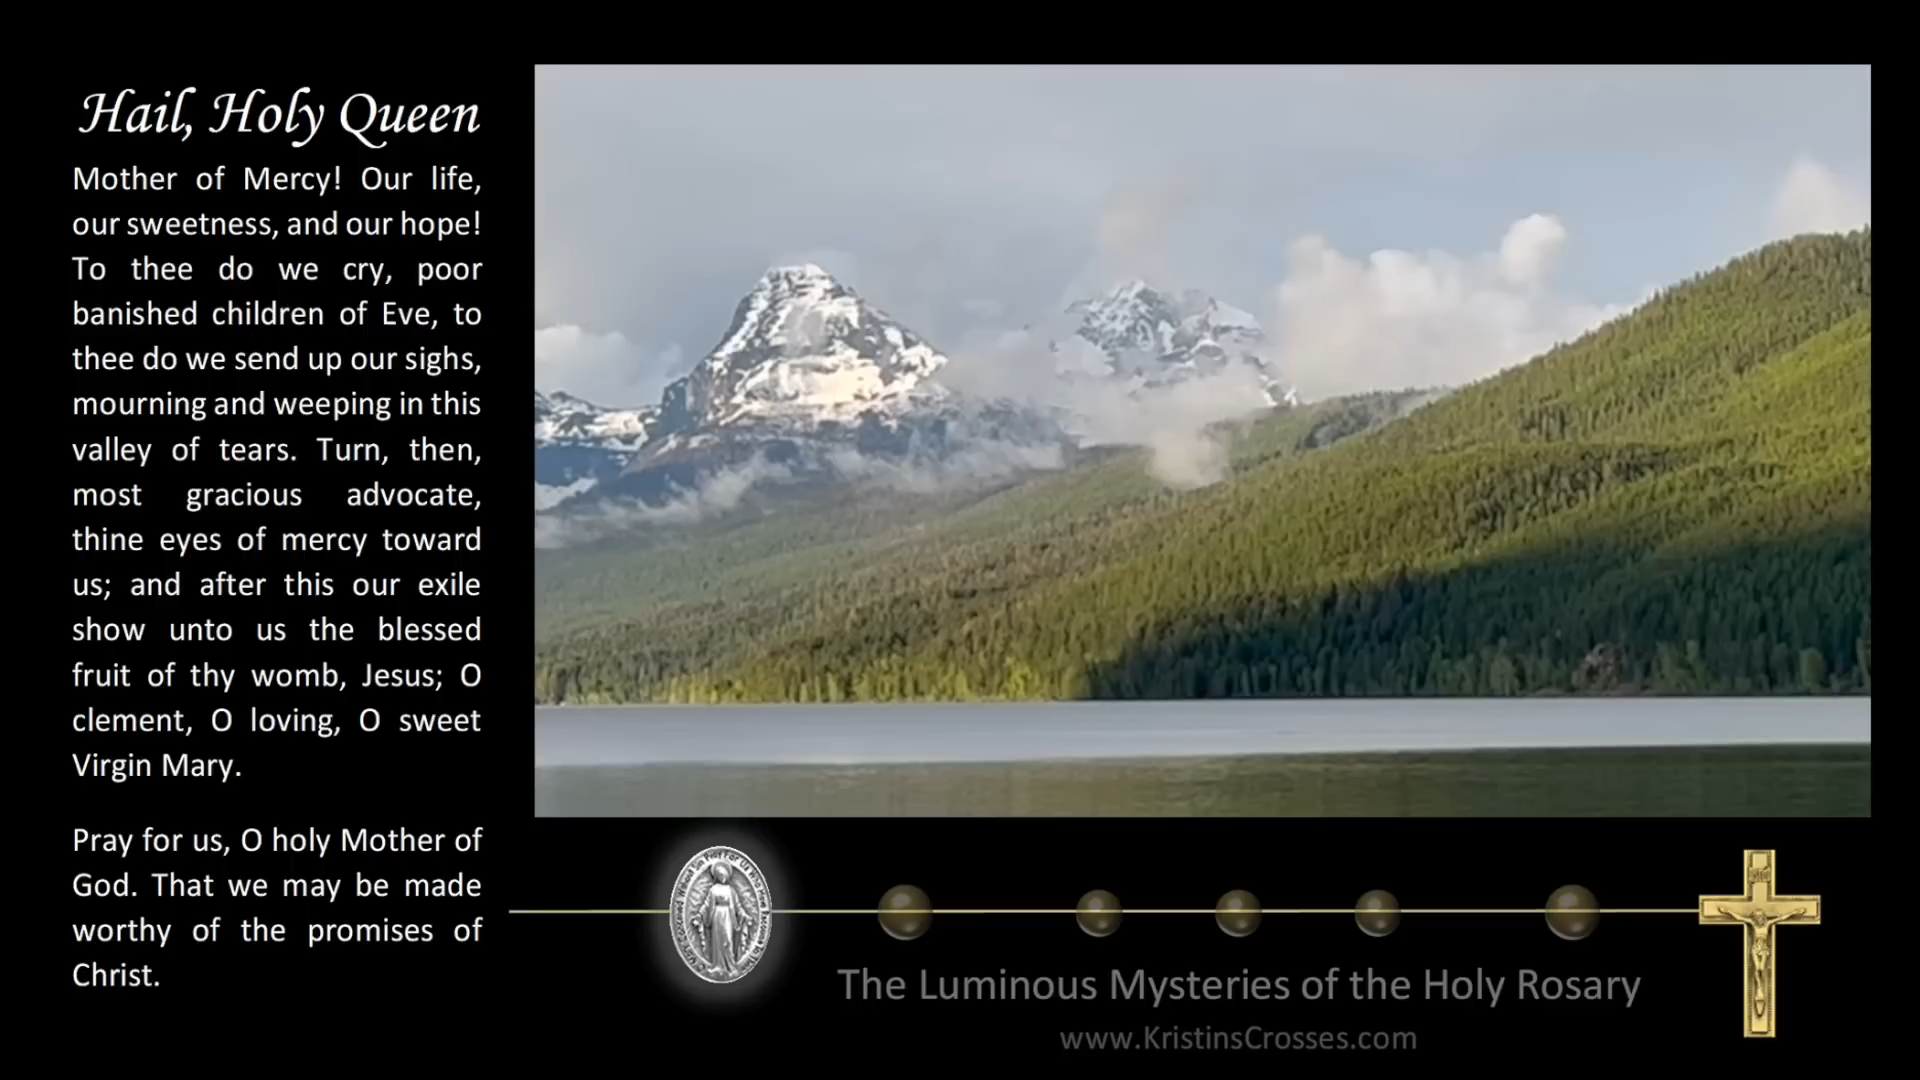 Hail, Holy Queen
Mother of Mercy! Our life,
our sweetness, and our hope!
To thee do we cry, poor
banished children of Eve, to
thee do we send up our sighs,
mourning and weeping in this
valley of tears. Turn, then,
most gracious advocate,
thine eyes of mercy toward
us; and after this our exile
show unto us the blessed
fruit of thy womb, Jesus; O
clement, O loving, O sweet
Virgin Mary.
Pray for us, O holy Mother of
God. That we may be made
worthy of the promises of
Christ.
The Luminous Mysteries of the Holy Rosary
www.KristinsCrosses.com